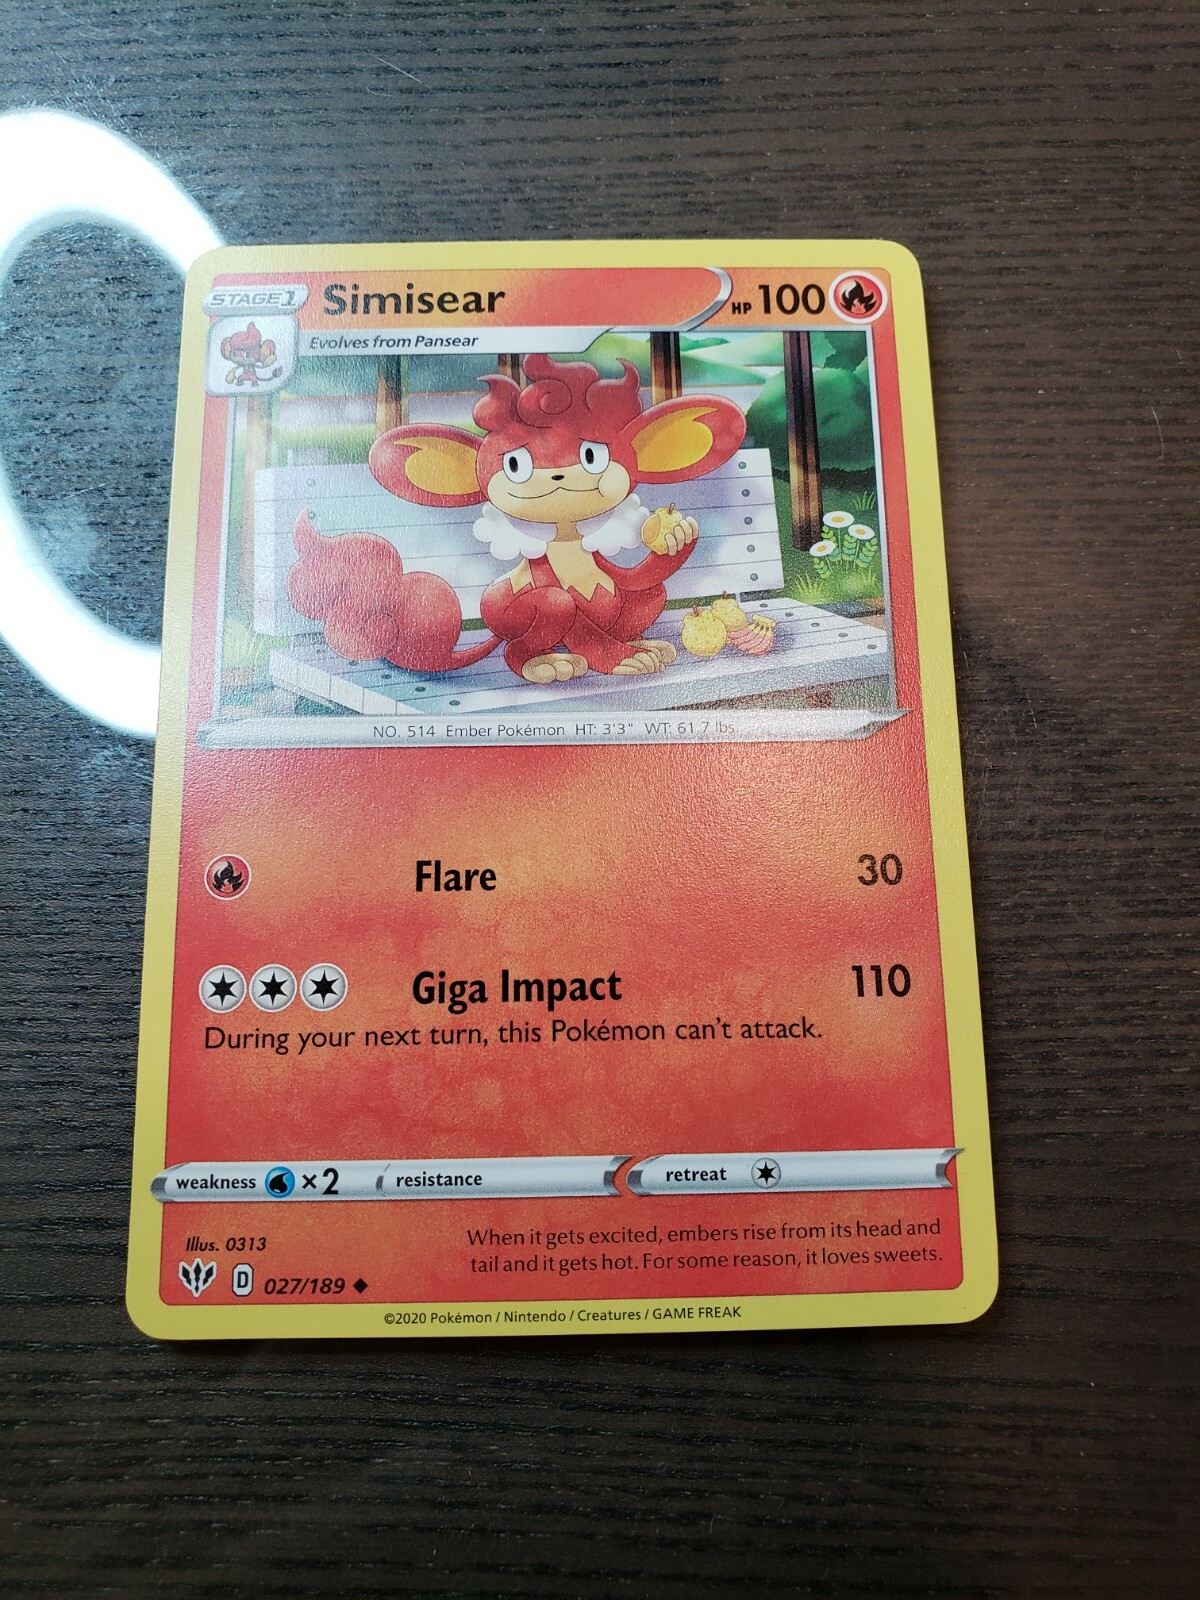 STAGE 1 Simisear HP 100
Evolves from Pansear
NO. 514 Ember Pokémon HT: 3'3" WT: 61.7 lbs
Flare 30
Giga Impact 110
During your next turn, this Pokémon can't attack.
weakness ×2 resistance retreat
Illus. 0313
When it gets excited, embers rise from its head and
tail and it gets hot. For some reason, it loves sweets.
D 027/189
©2020 Pokémon / Nintendo / Creatures / GAME FREAK